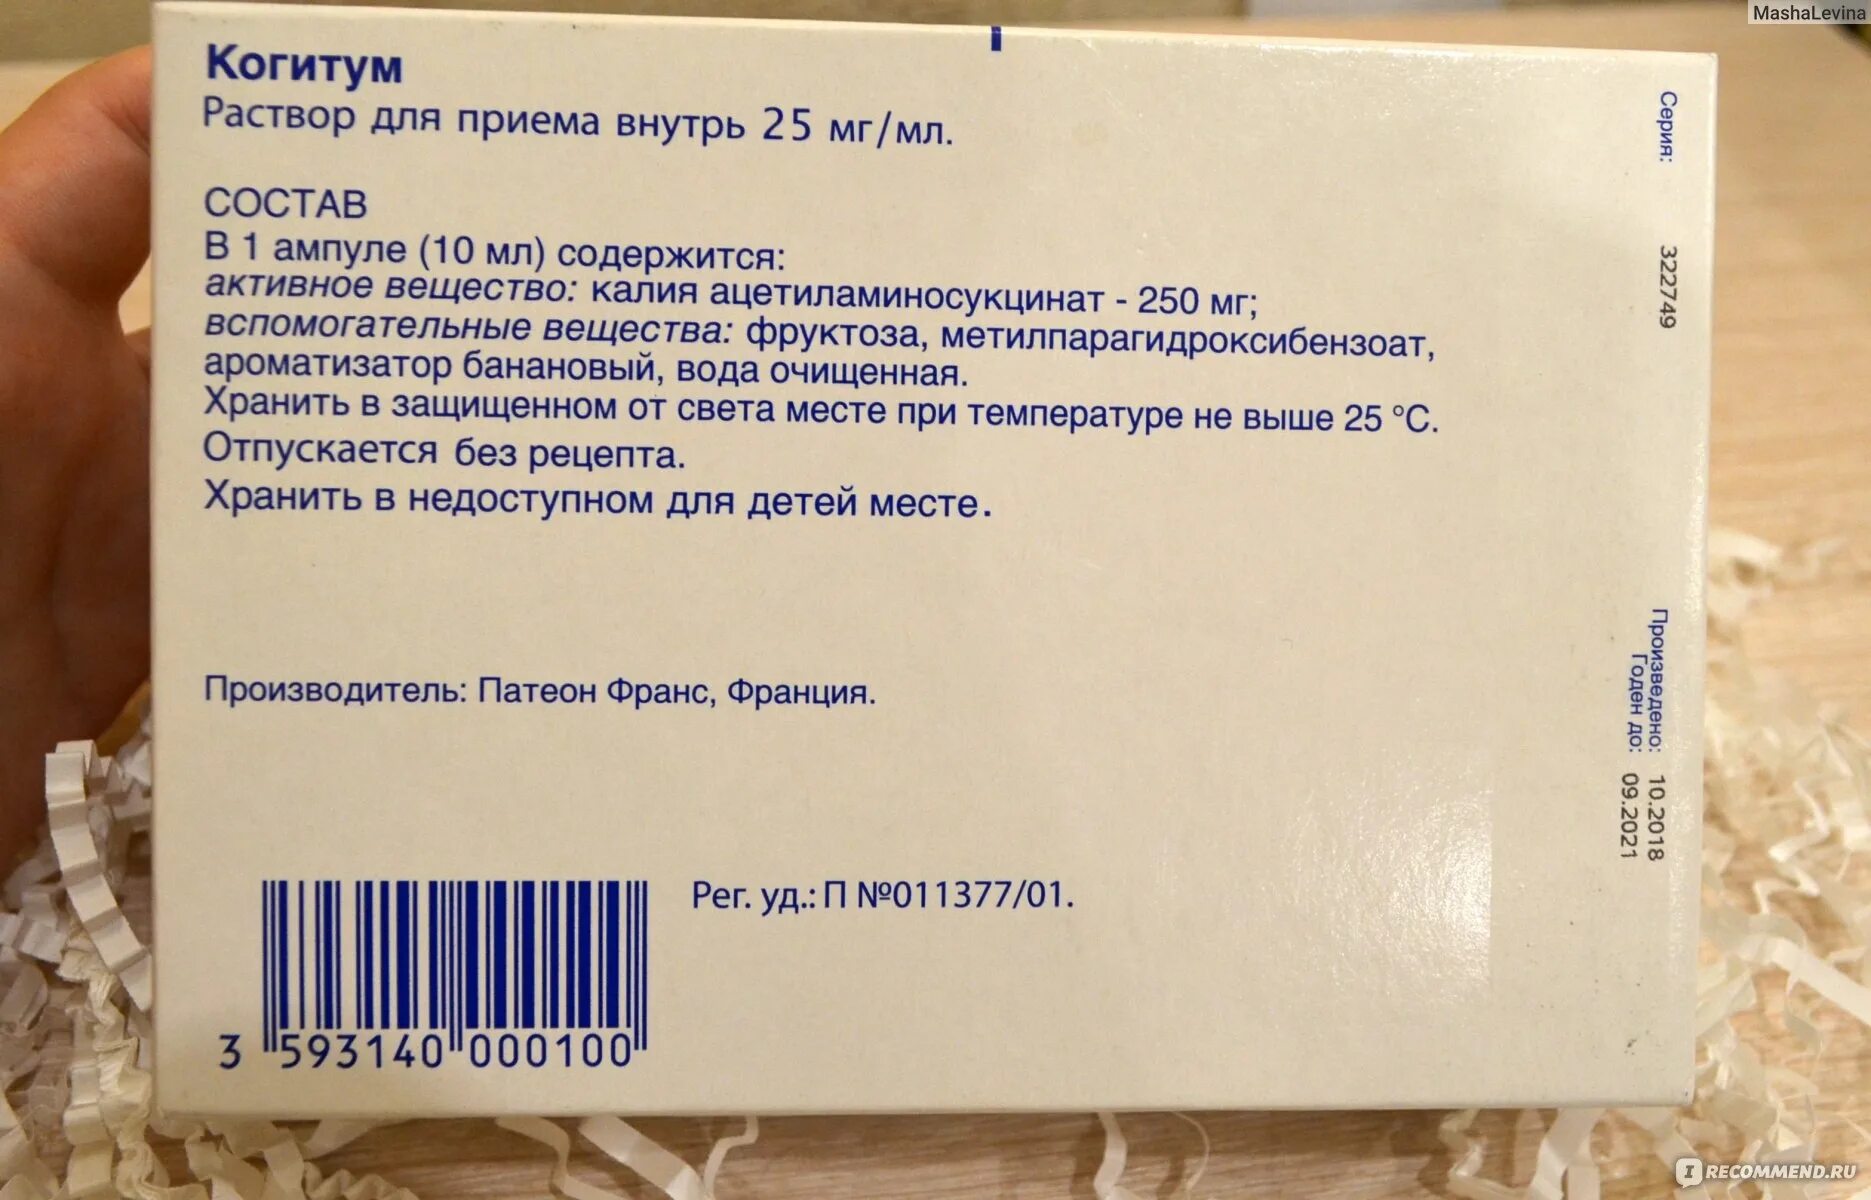 MashaLevina
Когитум
Раствор для приема внутрь 25 мг/мл.
СОСТАВ
В 1 ампуле (10 мл) содержится:
активное вещество: калия ацетиламиносукцинат - 250 мг;
вспомогательные вещества: фруктоза, метилпарагидроксибензоат,
ароматизатор банановый, вода очищенная.
Хранить в защищенном от света месте при температуре не выше 25 °С.
Отпускается без рецепта.
Хранить в недоступном для детей месте.
Производитель: Патеон Франс, Франция.
Рег. уд.: П №011377/01.
3 593140 000100
Серия: 322749
Произведено: 10.2018
Годен до: 09.2021
IRECOMMEND.RU